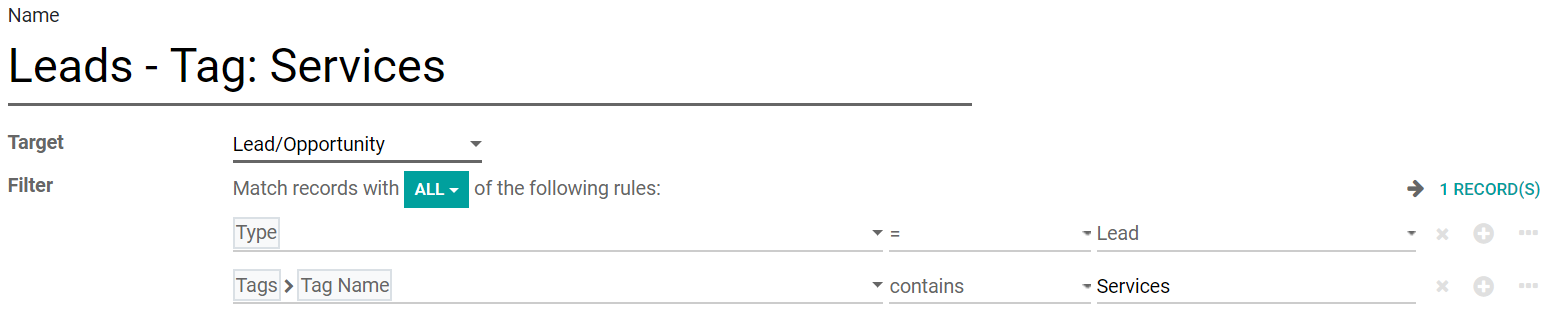 Name
Leads - Tag: Services
Target Lead/Opportunity
Filter Match records with ALL of the following rules: 1 RECORD(S)
Type = Lead
Tags Tag Name contains Services